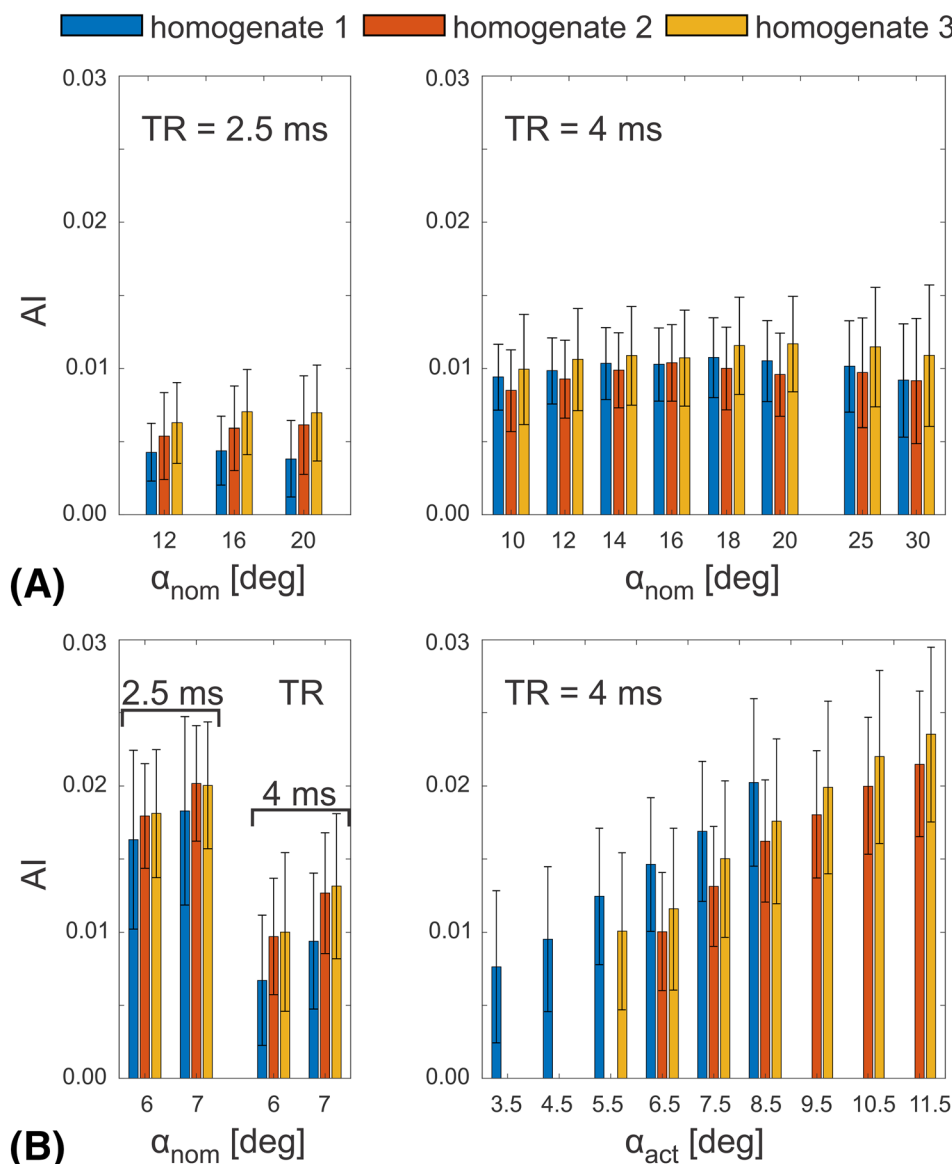 homogenate 1 homogenate 2 homogenate 3
0.03 0.03
TR = 2.5 ms TR = 4 ms
0.02 0.02
AI
0.01 0.01
0.00 0.00
12 16 20 10 12 14 16 18 20 25 30
(A) αnom [deg] αnom [deg]
0.03 0.03
2.5 ms TR TR = 4 ms
0.02 0.02
4 ms
AI
0.01 0.01
0.00 0.00
6 7 6 7 3.5 4.5 5.5 6.5 7.5 8.5 9.5 10.5 11.5
(B) αnom [deg] αact [deg]